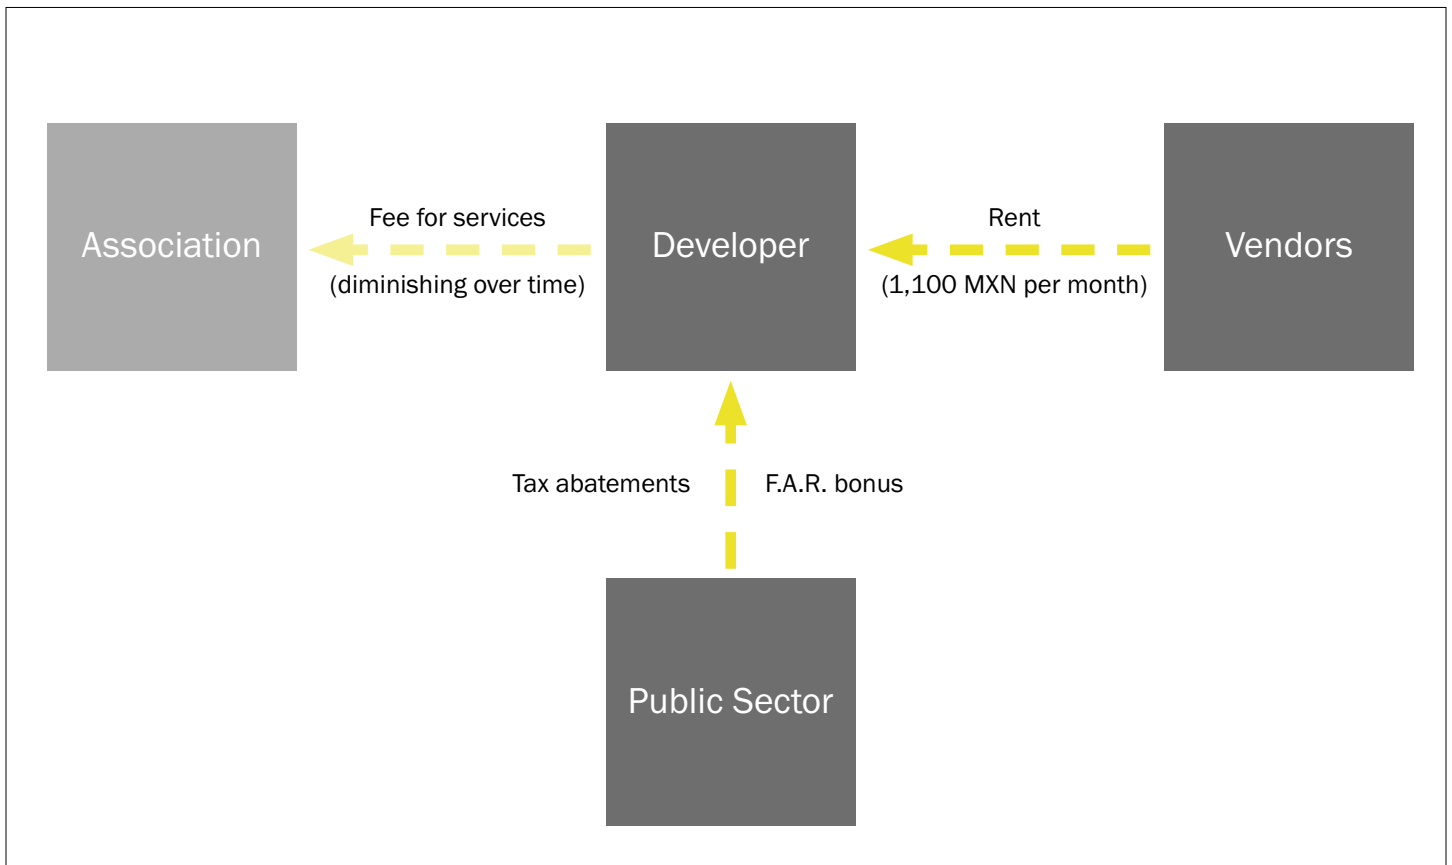 Association
Fee for services
(diminishing over time)
Developer
Rent
(1,100 MXN per month)
Vendors
Tax abatements
F.A.R. bonus
Public Sector